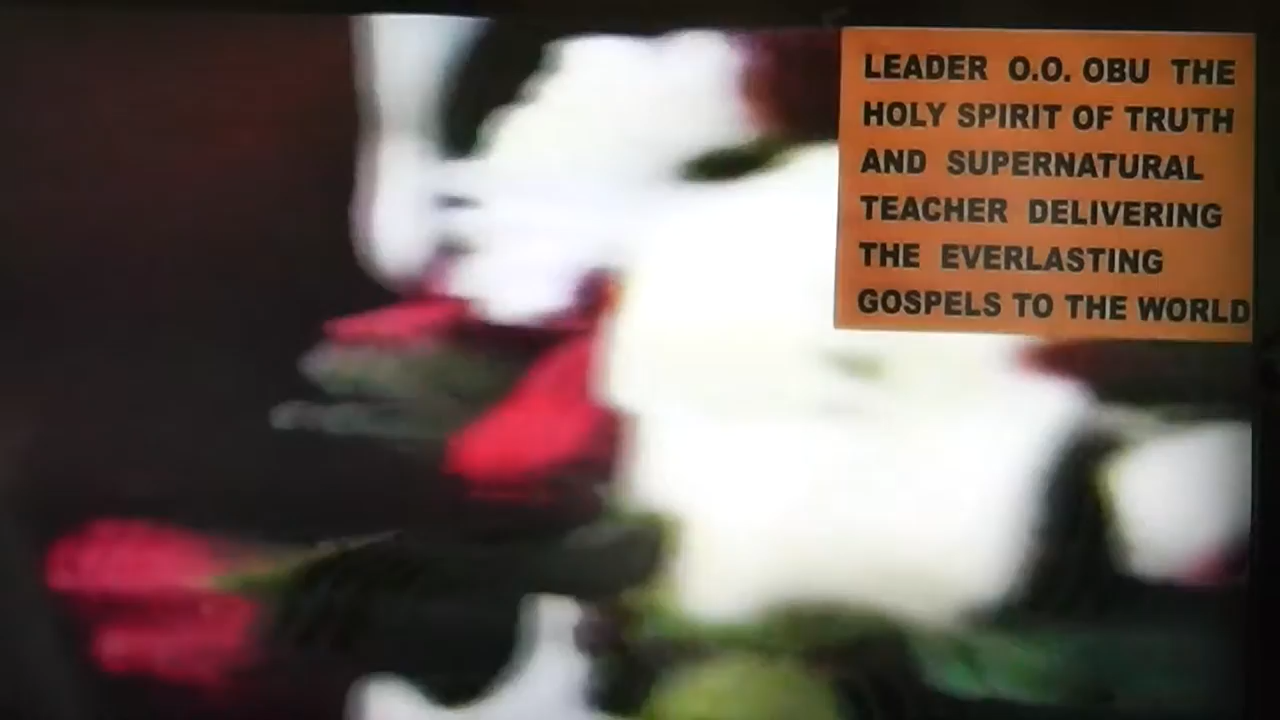 LEADER O.O. OBU THE
HOLY SPIRIT OF TRUTH
AND SUPERNATURAL
TEACHER DELIVERING
THE EVERLASTING
GOSPELS TO THE WORLD